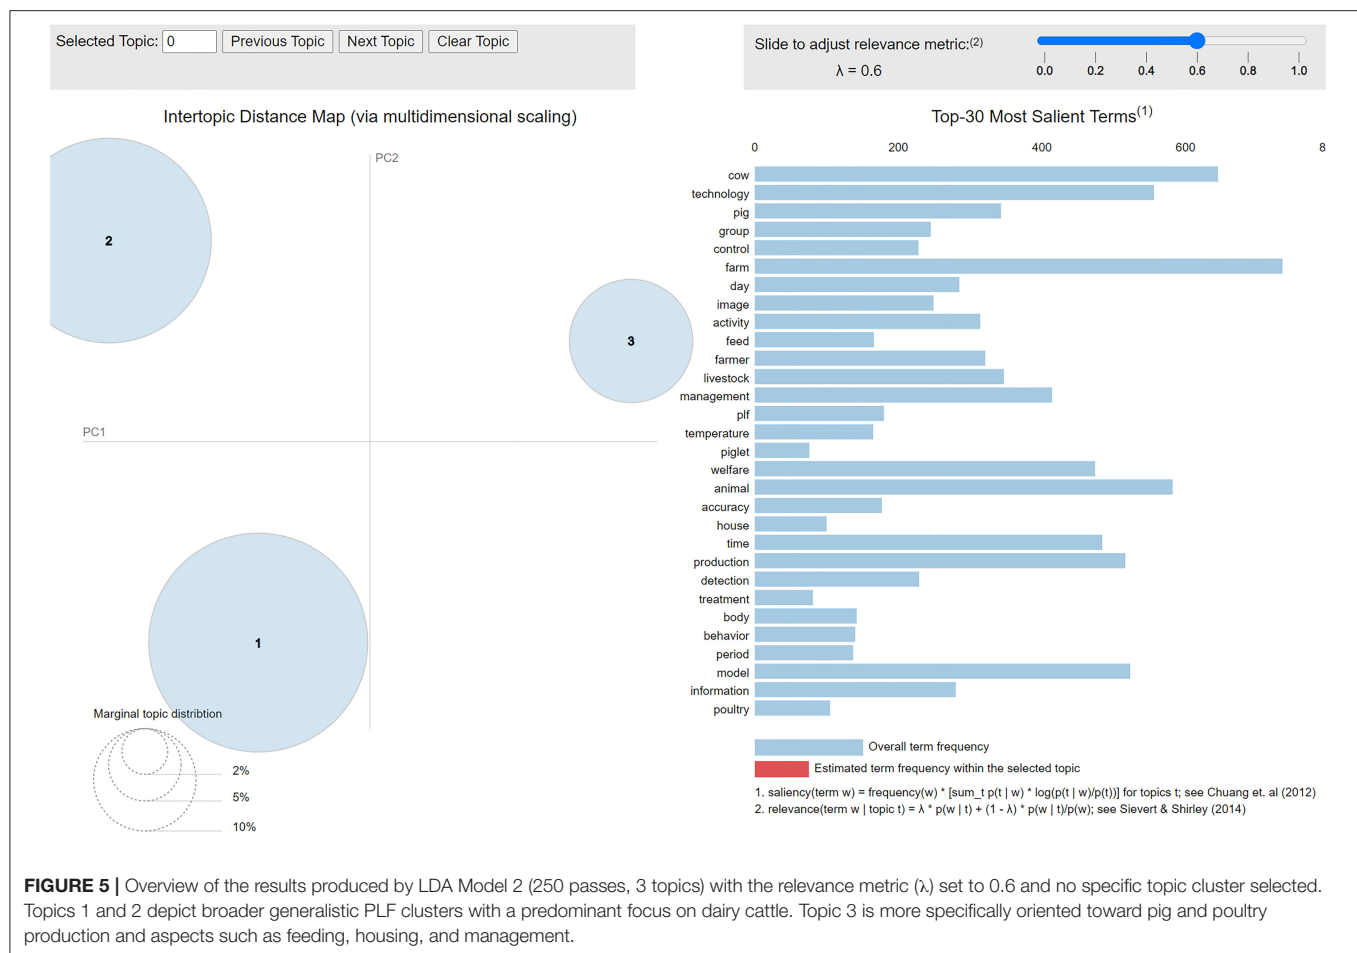 Selected Topic: 0 Previous Topic Next Topic Clear Topic
Slide to adjust relevance metric:(2)
λ = 0.6
0.0 0.2 0.4 0.6 0.8 1.0
Intertopic Distance Map (via multidimensional scaling)
PC2
PC1
2
3
1
Marginal topic distribtion
2%
5%
10%
Top-30 Most Salient Terms(1)
0 200 400 600 8
cow
technology
pig
group
control
farm
day
image
activity
feed
farmer
livestock
management
plf
temperature
piglet
welfare
animal
accuracy
house
time
production
detection
treatment
body
behavior
period
model
information
poultry
Overall term frequency
Estimated term frequency within the selected topic
1. saliency(term w) = frequency(w) * [sum_t p(t | w) * log(p(t | w)/p(t))] for topics t; see Chuang et. al (2012)
2. relevance(term w | topic t) = λ * p(w | t) + (1 - λ) * p(w | t)/p(w); see Sievert & Shirley (2014)
FIGURE 5 | Overview of the results produced by LDA Model 2 (250 passes, 3 topics) with the relevance metric (λ) set to 0.6 and no specific topic cluster selected.
Topics 1 and 2 depict broader generalistic PLF clusters with a predominant focus on dairy cattle. Topic 3 is more specifically oriented toward pig and poultry
production and aspects such as feeding, housing, and management.